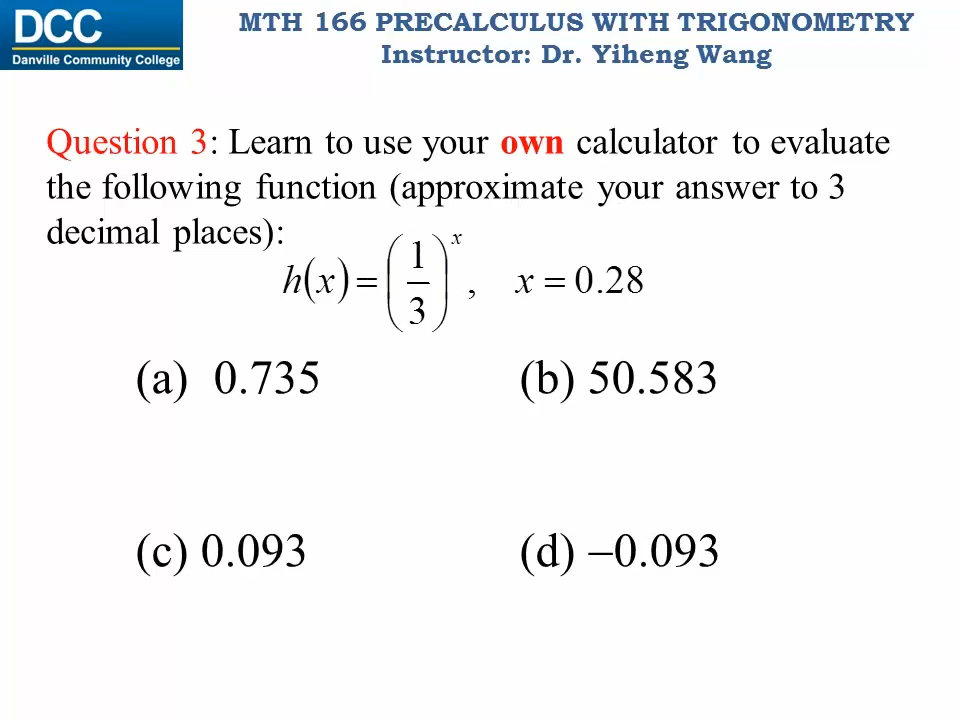 DCC
Danville Community College
MTH 166 PRECALCULUS WITH TRIGONOMETRY
Instructor: Dr. Yiheng Wang
Question 3: Learn to use your own calculator to evaluate
the following function (approximate your answer to 3
decimal places):
h(x) = (1/3)^x, x = 0.28
(a) 0.735 (b) 50.583
(c) 0.093 (d) –0.093